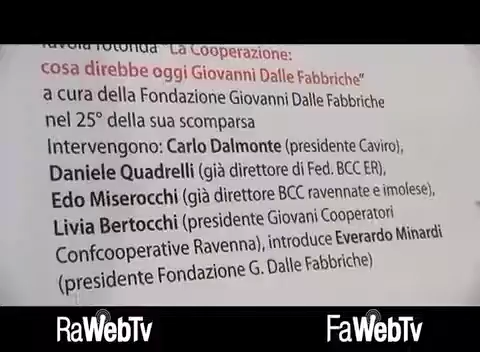 Tavola rotonda "La Cooperazione:
cosa direbbe oggi Giovanni Dalle Fabbriche"
a cura della Fondazione Giovanni Dalle Fabbriche
nel 25° della sua scomparsa
Intervengono: Carlo Dalmonte (presidente Caviro),
Daniele Quadrelli (già direttore di Fed. BCC ER),
Edo Miserocchi (già direttore BCC ravennate e imolese),
Livia Bertocchi (presidente Giovani Cooperatori
Confcooperative Ravenna), introduce Everardo Minardi
(presidente Fondazione G. Dalle Fabbriche)
RaWebTv FaWebTv